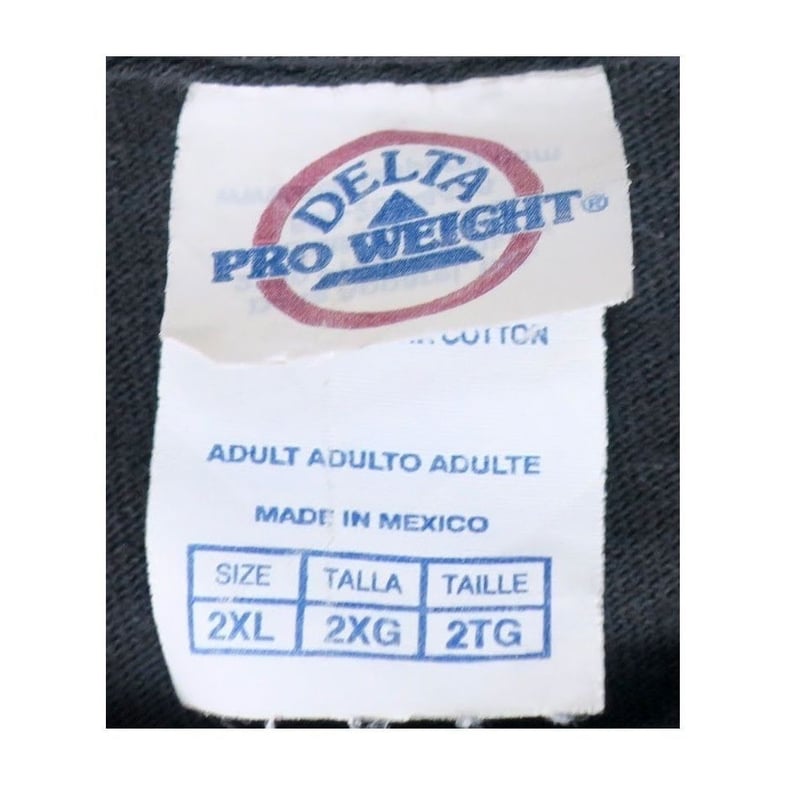 DELTA
PRO WEIGHT®
COTTON
ADULT ADULTO ADULTE
MADE IN MEXICO
SIZE TALLA TAILLE
2XL 2XG 2TG